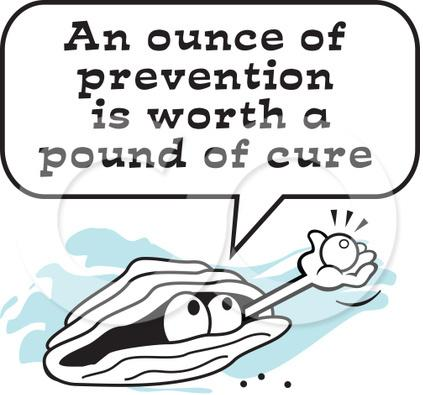 An ounce of
prevention
is worth a
pound of cure